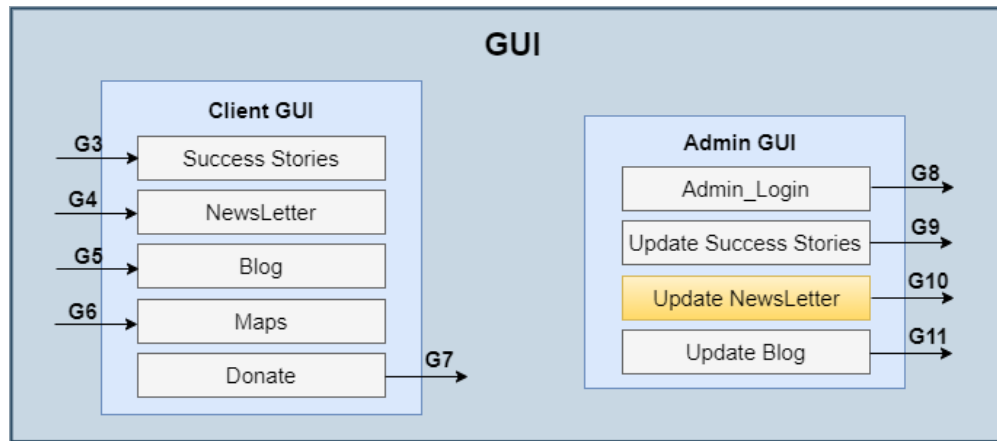 GUI
Client GUI
G3
Success Stories
G4
NewsLetter
G5
Blog
G6
Maps
Donate
G7
Admin GUI
Admin_Login
G8
Update Success Stories
G9
Update NewsLetter
G10
Update Blog
G11